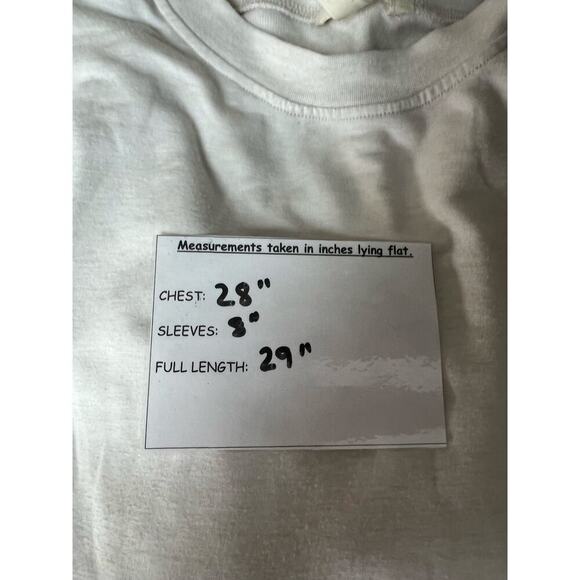 Measurements taken in inches lying flat.
CHEST: 28"
SLEEVES: 8"
FULL LENGTH: 29"